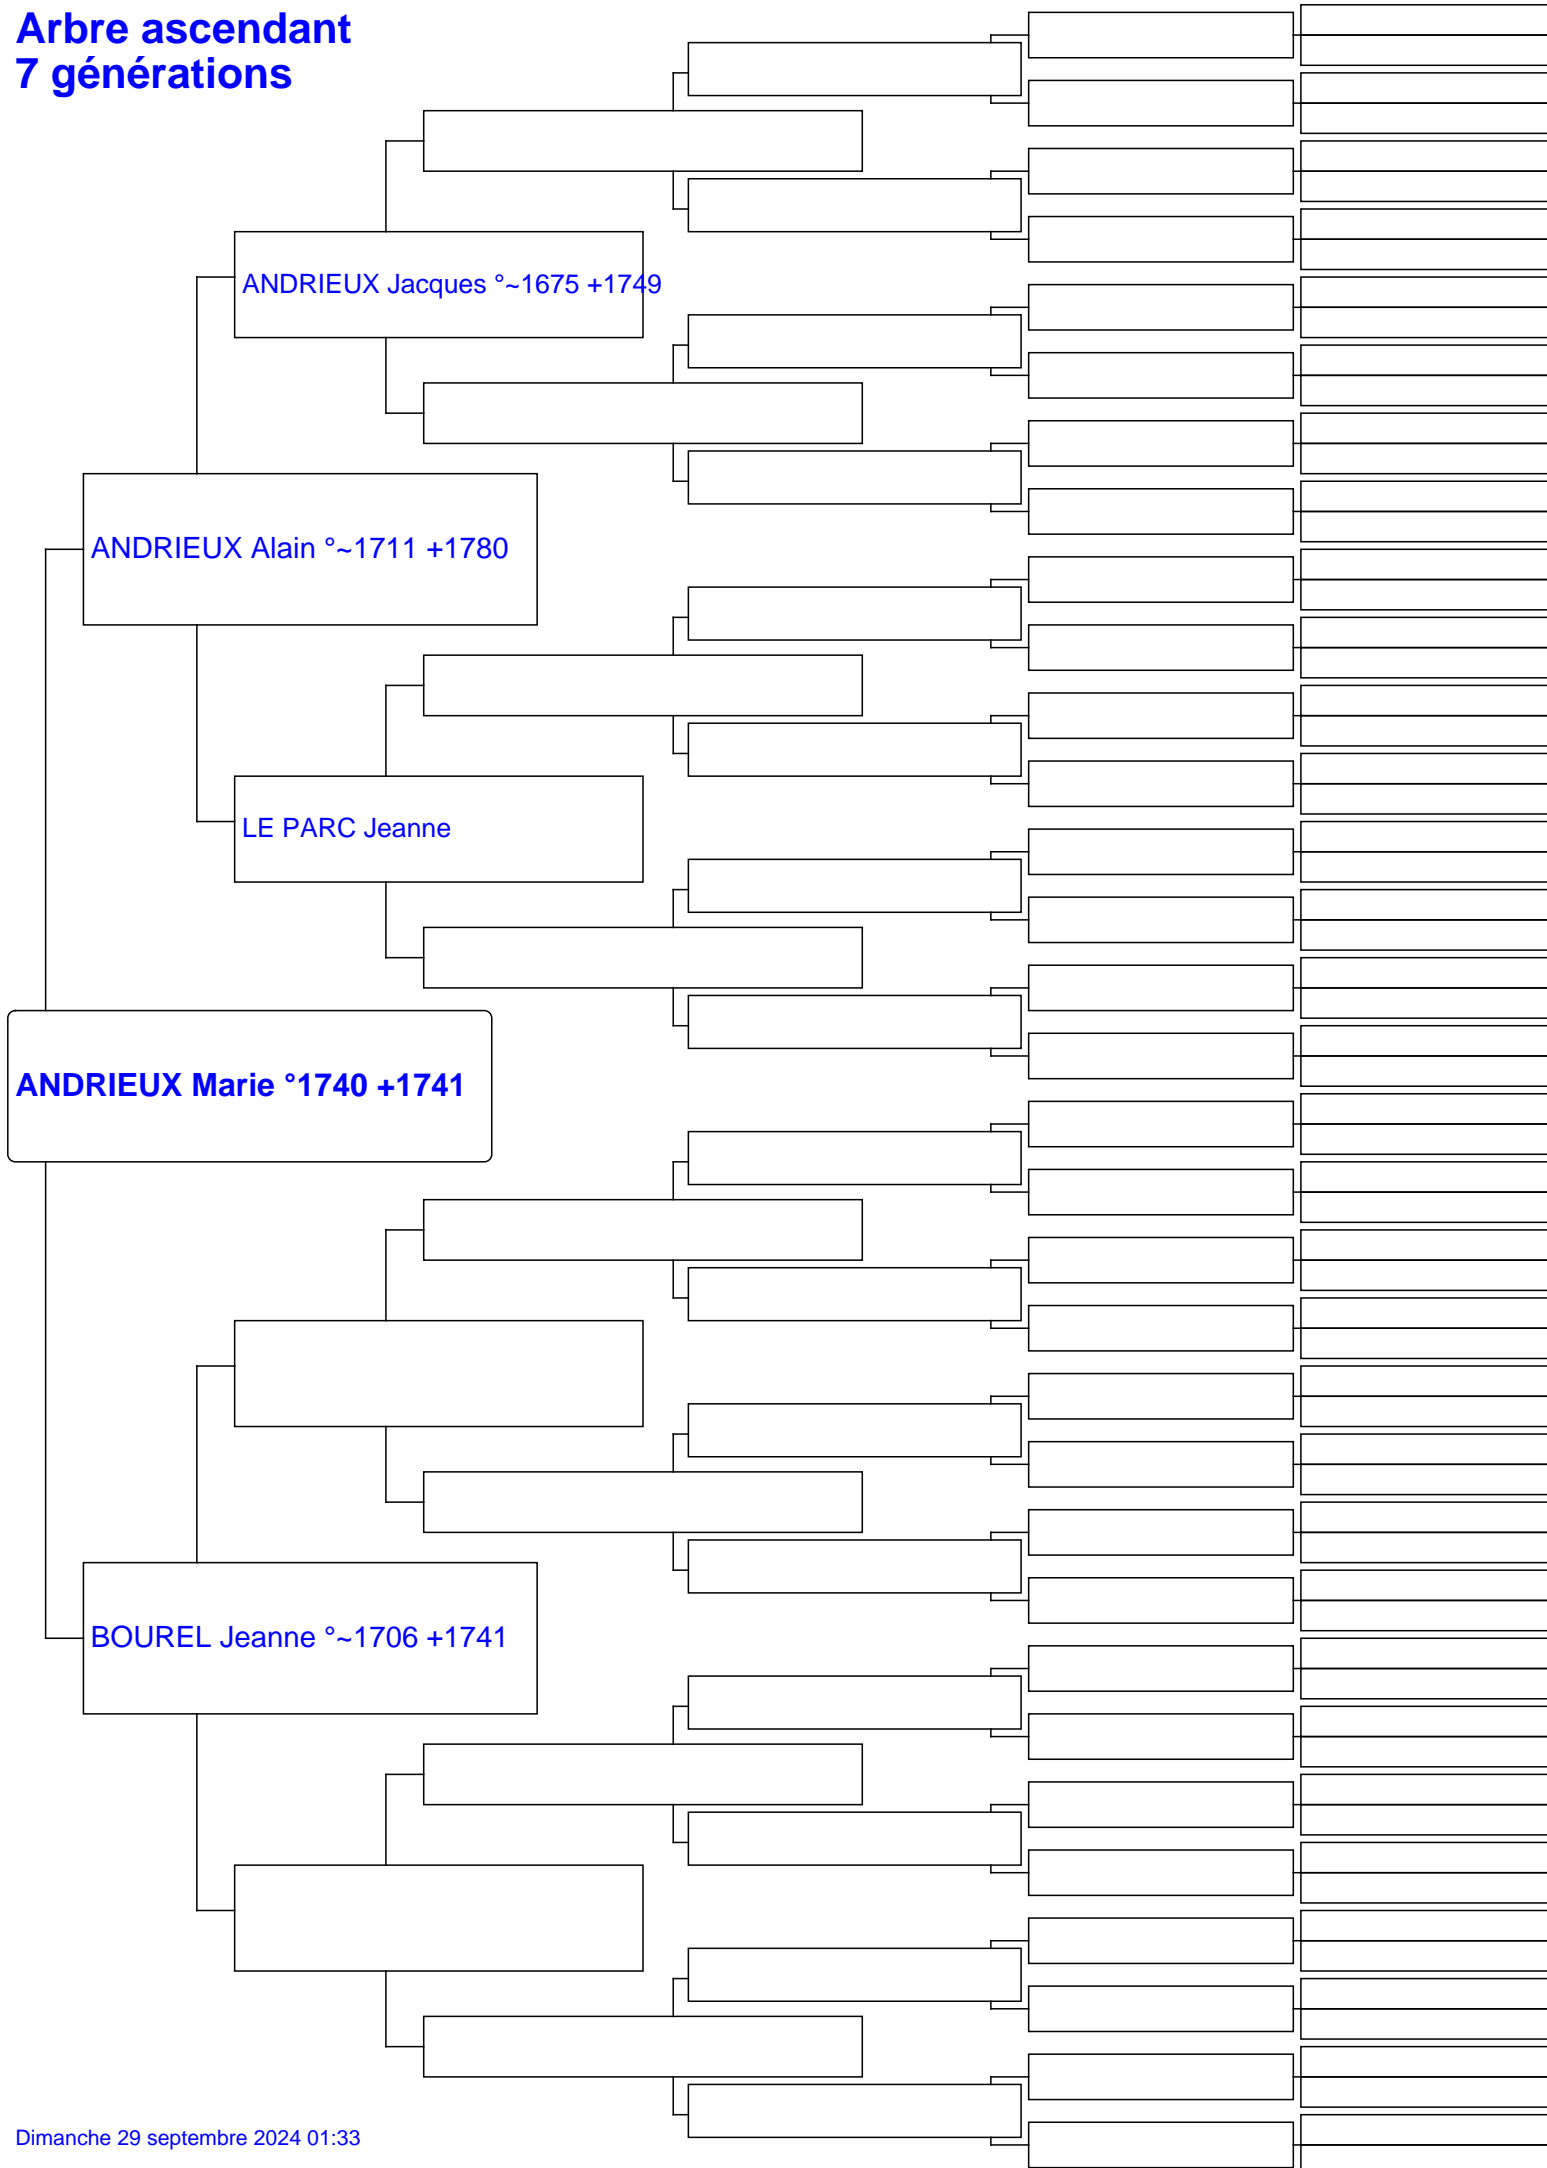 Arbre ascendant
7 générations
ANDRIEUX Jacques °~1675 +1749
ANDRIEUX Alain °~1711 +1780
LE PARC Jeanne
ANDRIEUX Marie °1740 +1741
BOUREL Jeanne °~1706 +1741
Dimanche 29 septembre 2024 01:33